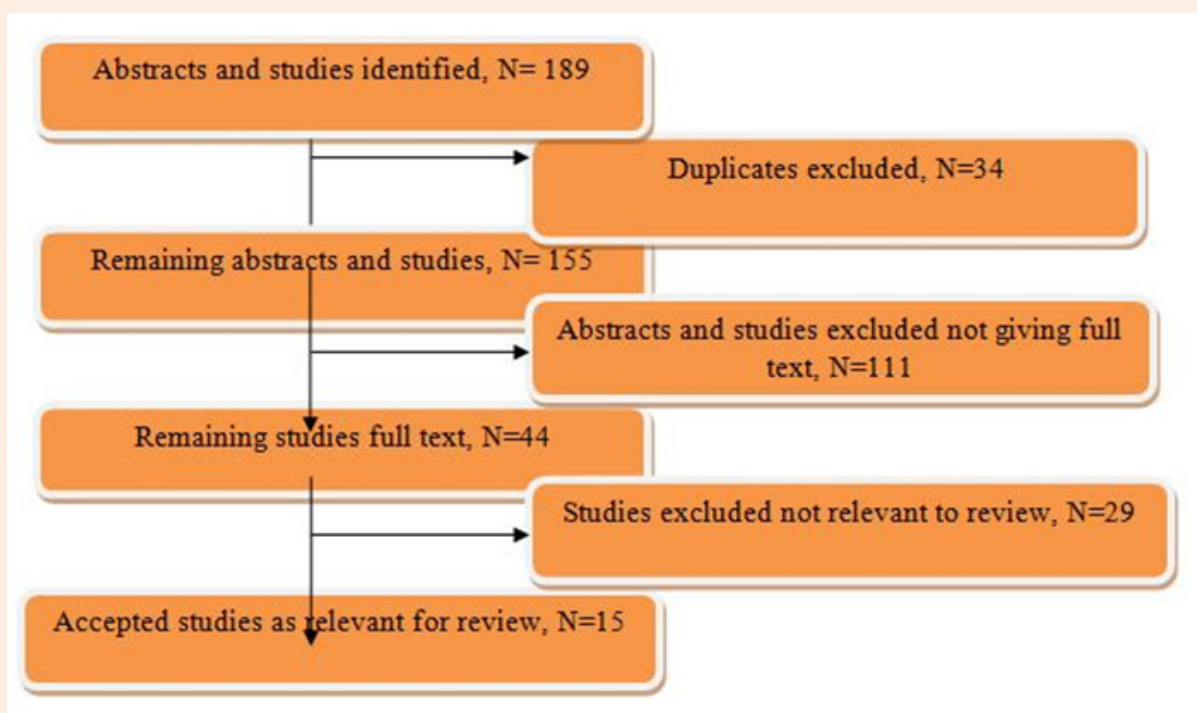 Abstracts and studies identified, N= 189
Duplicates excluded, N=34
Remaining abstracts and studies, N= 155
Abstracts and studies excluded not giving full
text, N=111
Remaining studies full text, N=44
Studies excluded not relevant to review, N=29
Accepted studies as relevant for review, N=15